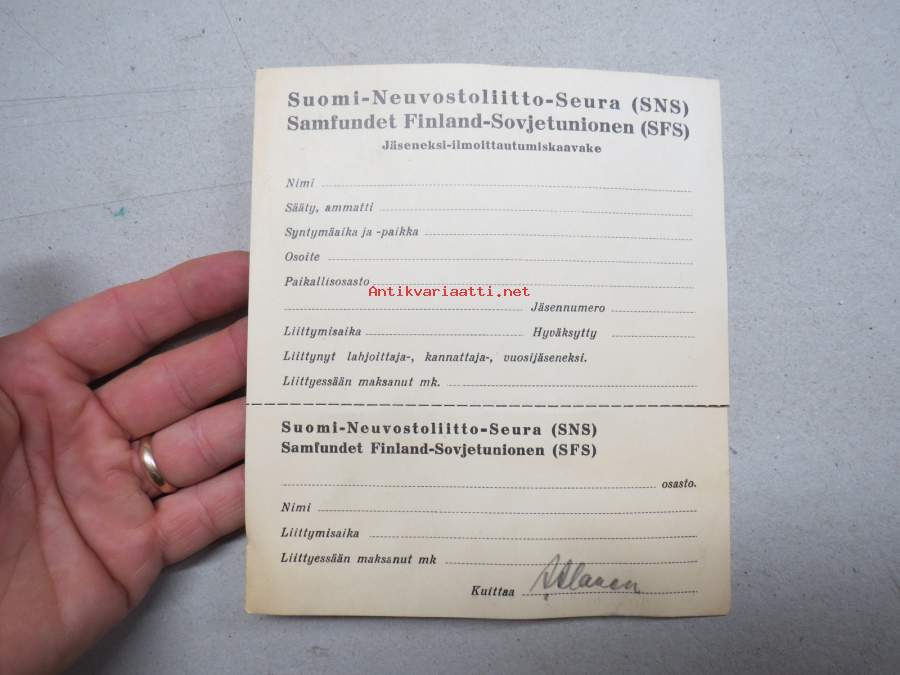 Suomi-Neuvostoliitto-Seura (SNS)
Samfundet Finland-Sovjetunionen (SFS)
Jäseneksi-ilmoittautumiskaavake
Nimi
Sääty, ammatti
Syntymäaika ja -paikka
Osoite
Paikallisosasto
Antikvariaatti.net
Jäsennumero
Liittymisaika Hyväksytty
Liittynyt lahjoittaja-, kannattaja-, vuosijäseneksi.
Liittyessään maksanut mk.
Suomi-Neuvostoliitto-Seura (SNS)
Samfundet Finland-Sovjetunionen (SFS)
osasto.
Nimi
Liittymisaika
Liittyessään maksanut mk
Kuittaa